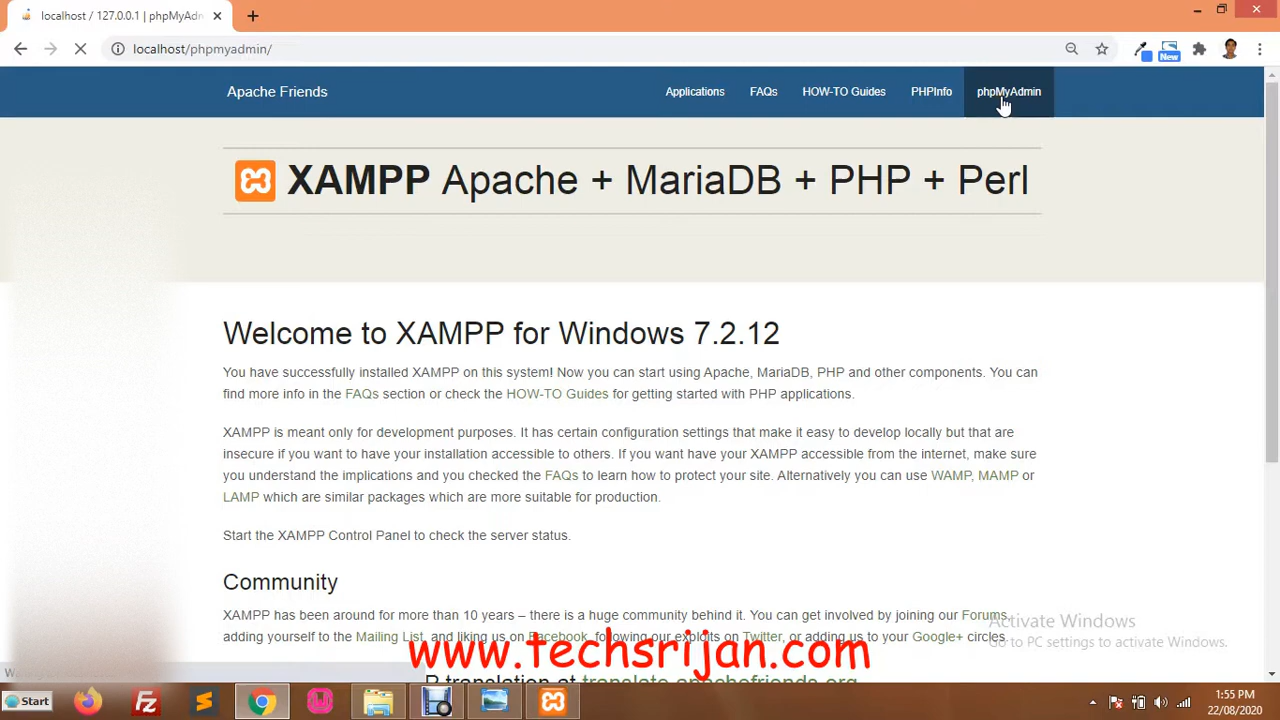 localhost / 127.0.0.1 | phpMyAdm
localhost/phpmyadmin/
New
Apache Friends
Applications
FAQs
HOW-TO Guides
PHPInfo
phpMyAdmin
XAMPP Apache + MariaDB + PHP + Perl
Welcome to XAMPP for Windows 7.2.12
You have successfully installed XAMPP on this system! Now you can start using Apache, MariaDB, PHP and other components. You can
find more info in the FAQs section or check the HOW-TO Guides for getting started with PHP applications.
XAMPP is meant only for development purposes. It has certain configuration settings that make it easy to develop locally but that are
insecure if you want to have your installation accessible to others. If you want have your XAMPP accessible from the internet, make sure
you understand the implications and you checked the FAQs to learn how to protect your site. Alternatively you can use WAMP, MAMP or
LAMP which are similar packages which are more suitable for production.
Start the XAMPP Control Panel to check the server status.
Community
XAMPP has been around for more than 10 years – there is a huge community behind it. You can get involved by joining our Forums,
adding yourself to the Mailing List, and liking us on Facebook, following our exploits on Twitter, or adding us to your Google+ circles.
Activate Windows
Go to PC settings to activate Windows.
www.techsrijan.com
P translation at translate.apachefriends.org
Start
1:55 PM
22/08/2020